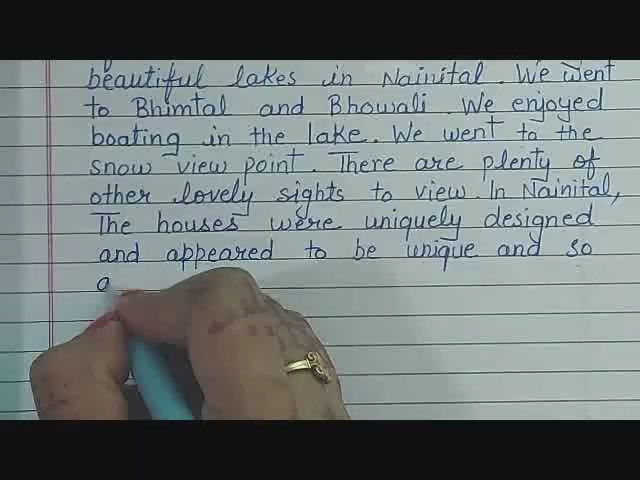 beautiful lakes in Nainital. We went
to Bhimtal and Bhowali. We enjoyed
boating in the lake. We went to the
snow view point. There are plenty of
other lovely sights to view. In Nainital,
The houses were uniquely designed
and appeared to be unique and so
a